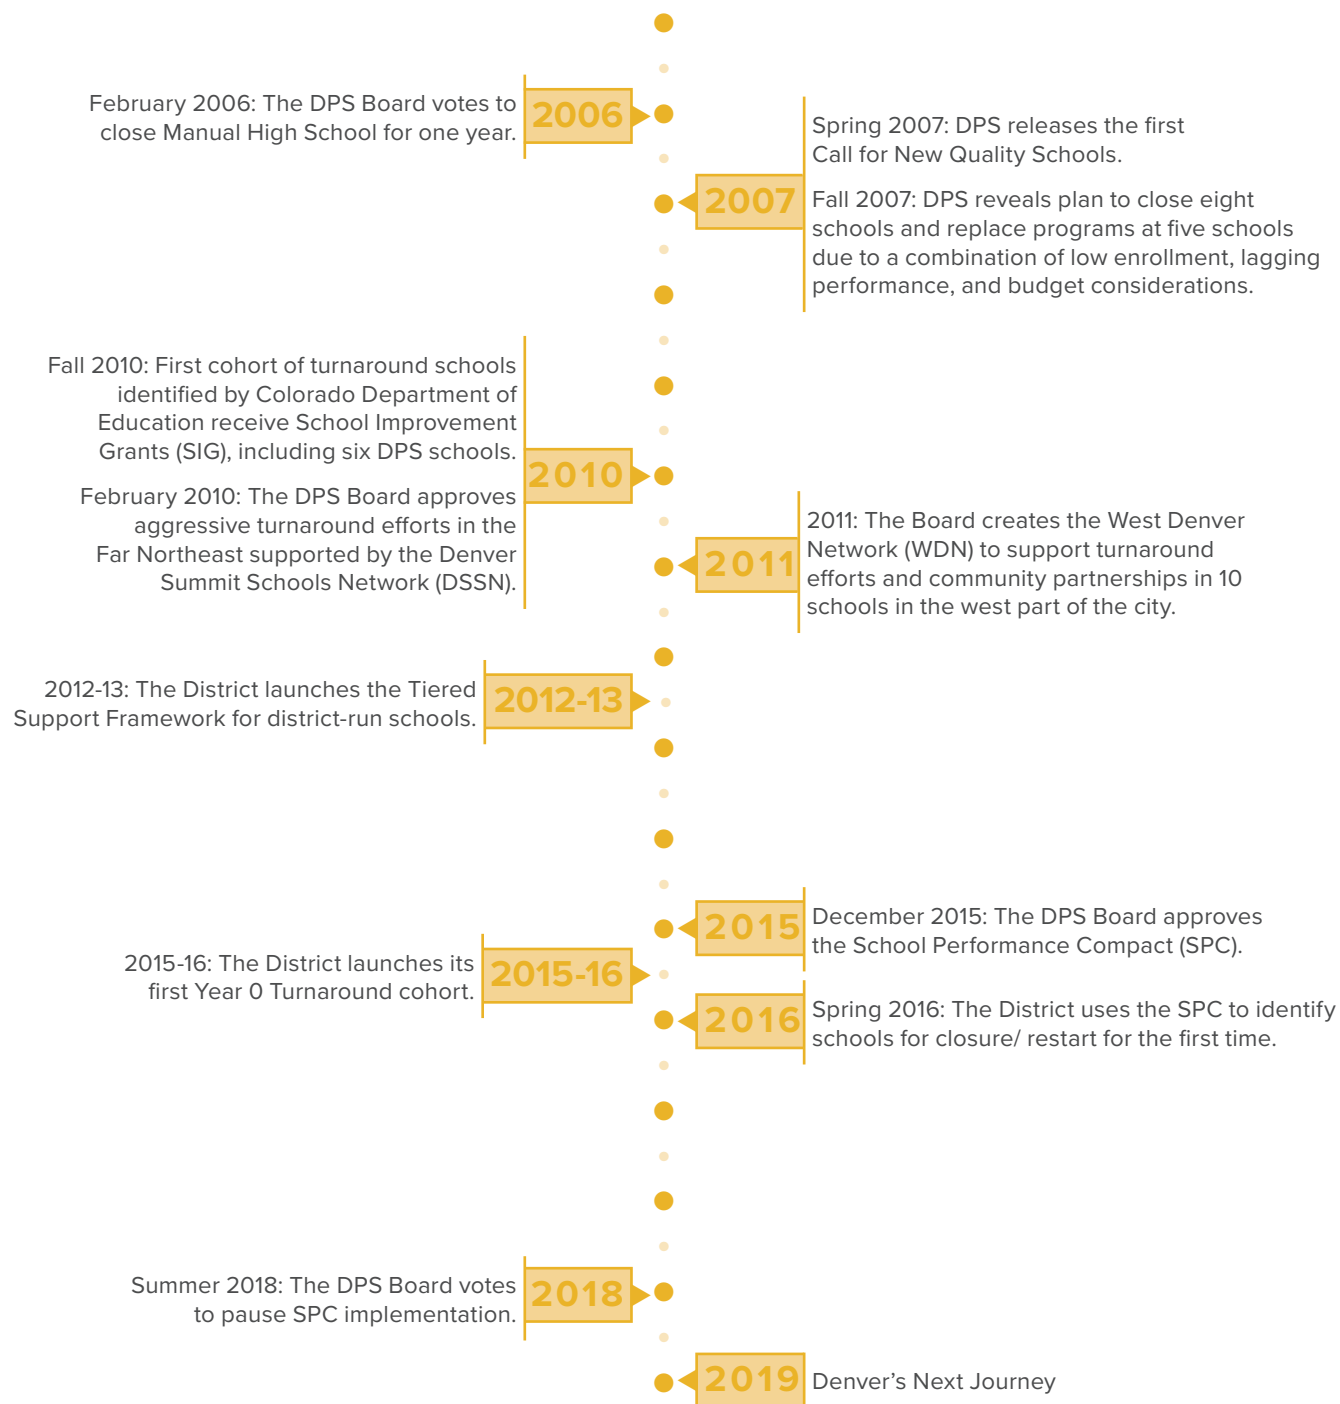 February 2006: The DPS Board votes to
close Manual High School for one year.
2006
Spring 2007: DPS releases the first
Call for New Quality Schools.
2007
Fall 2007: DPS reveals plan to close eight
schools and replace programs at five schools
due to a combination of low enrollment, lagging
performance, and budget considerations.
Fall 2010: First cohort of turnaround schools
identified by Colorado Department of
Education receive School Improvement
Grants (SIG), including six DPS schools.
2010
February 2010: The DPS Board approves
aggressive turnaround efforts in the
Far Northeast supported by the Denver
Summit Schools Network (DSSN).
2011
2011: The Board creates the West Denver
Network (WDN) to support turnaround
efforts and community partnerships in 10
schools in the west part of the city.
2012-13: The District launches the Tiered
Support Framework for district-run schools.
2012-13
2015
December 2015: The DPS Board approves
the School Performance Compact (SPC).
2015-16: The District launches its
first Year 0 Turnaround cohort.
2015-16
2016
Spring 2016: The District uses the SPC to identify
schools for closure/ restart for the first time.
Summer 2018: The DPS Board votes
to pause SPC implementation.
2018
2019
Denver’s Next Journey